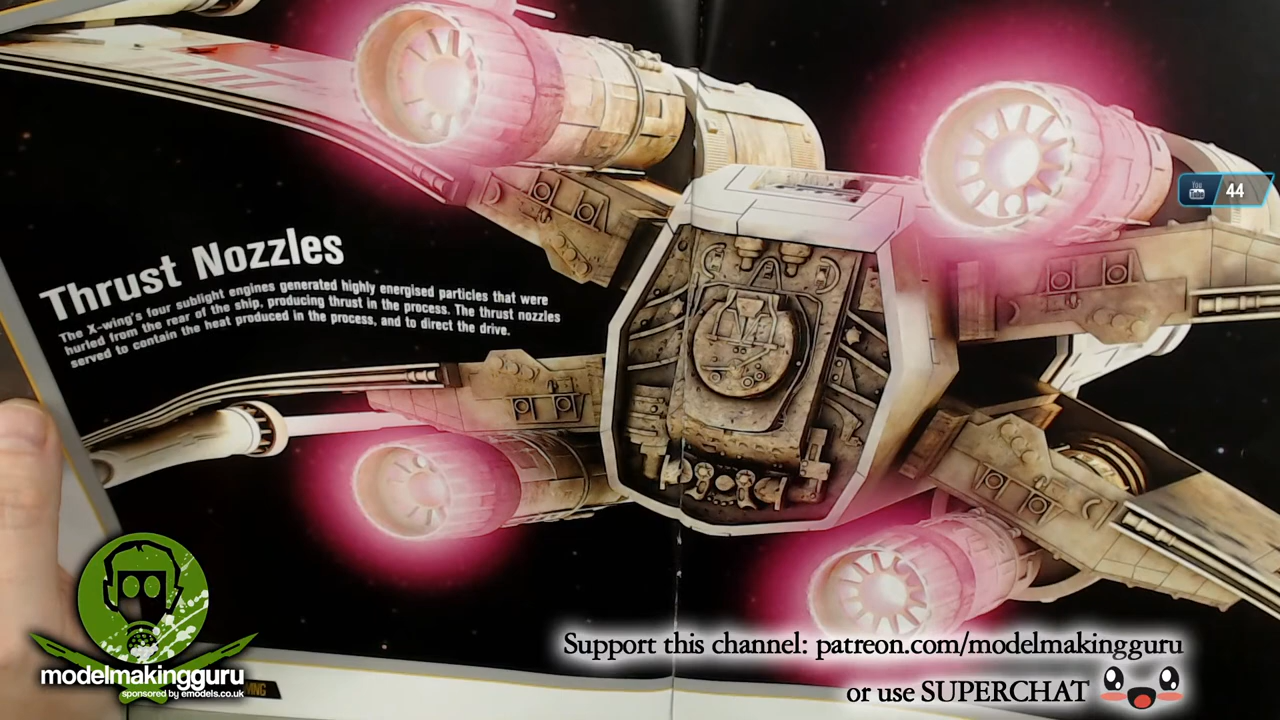 Thrust Nozzles
The X-wing's four sublight engines generated highly energised particles that were
hurled from the rear of the ship, producing thrust in the process. The thrust nozzles
served to contain the heat produced in the process, and to direct the drive.
You
Tube
44
modelmakingguru
sponsored by emodels.co.uk
Support this channel: patreon.com/modelmakingguru
or use SUPERCHAT